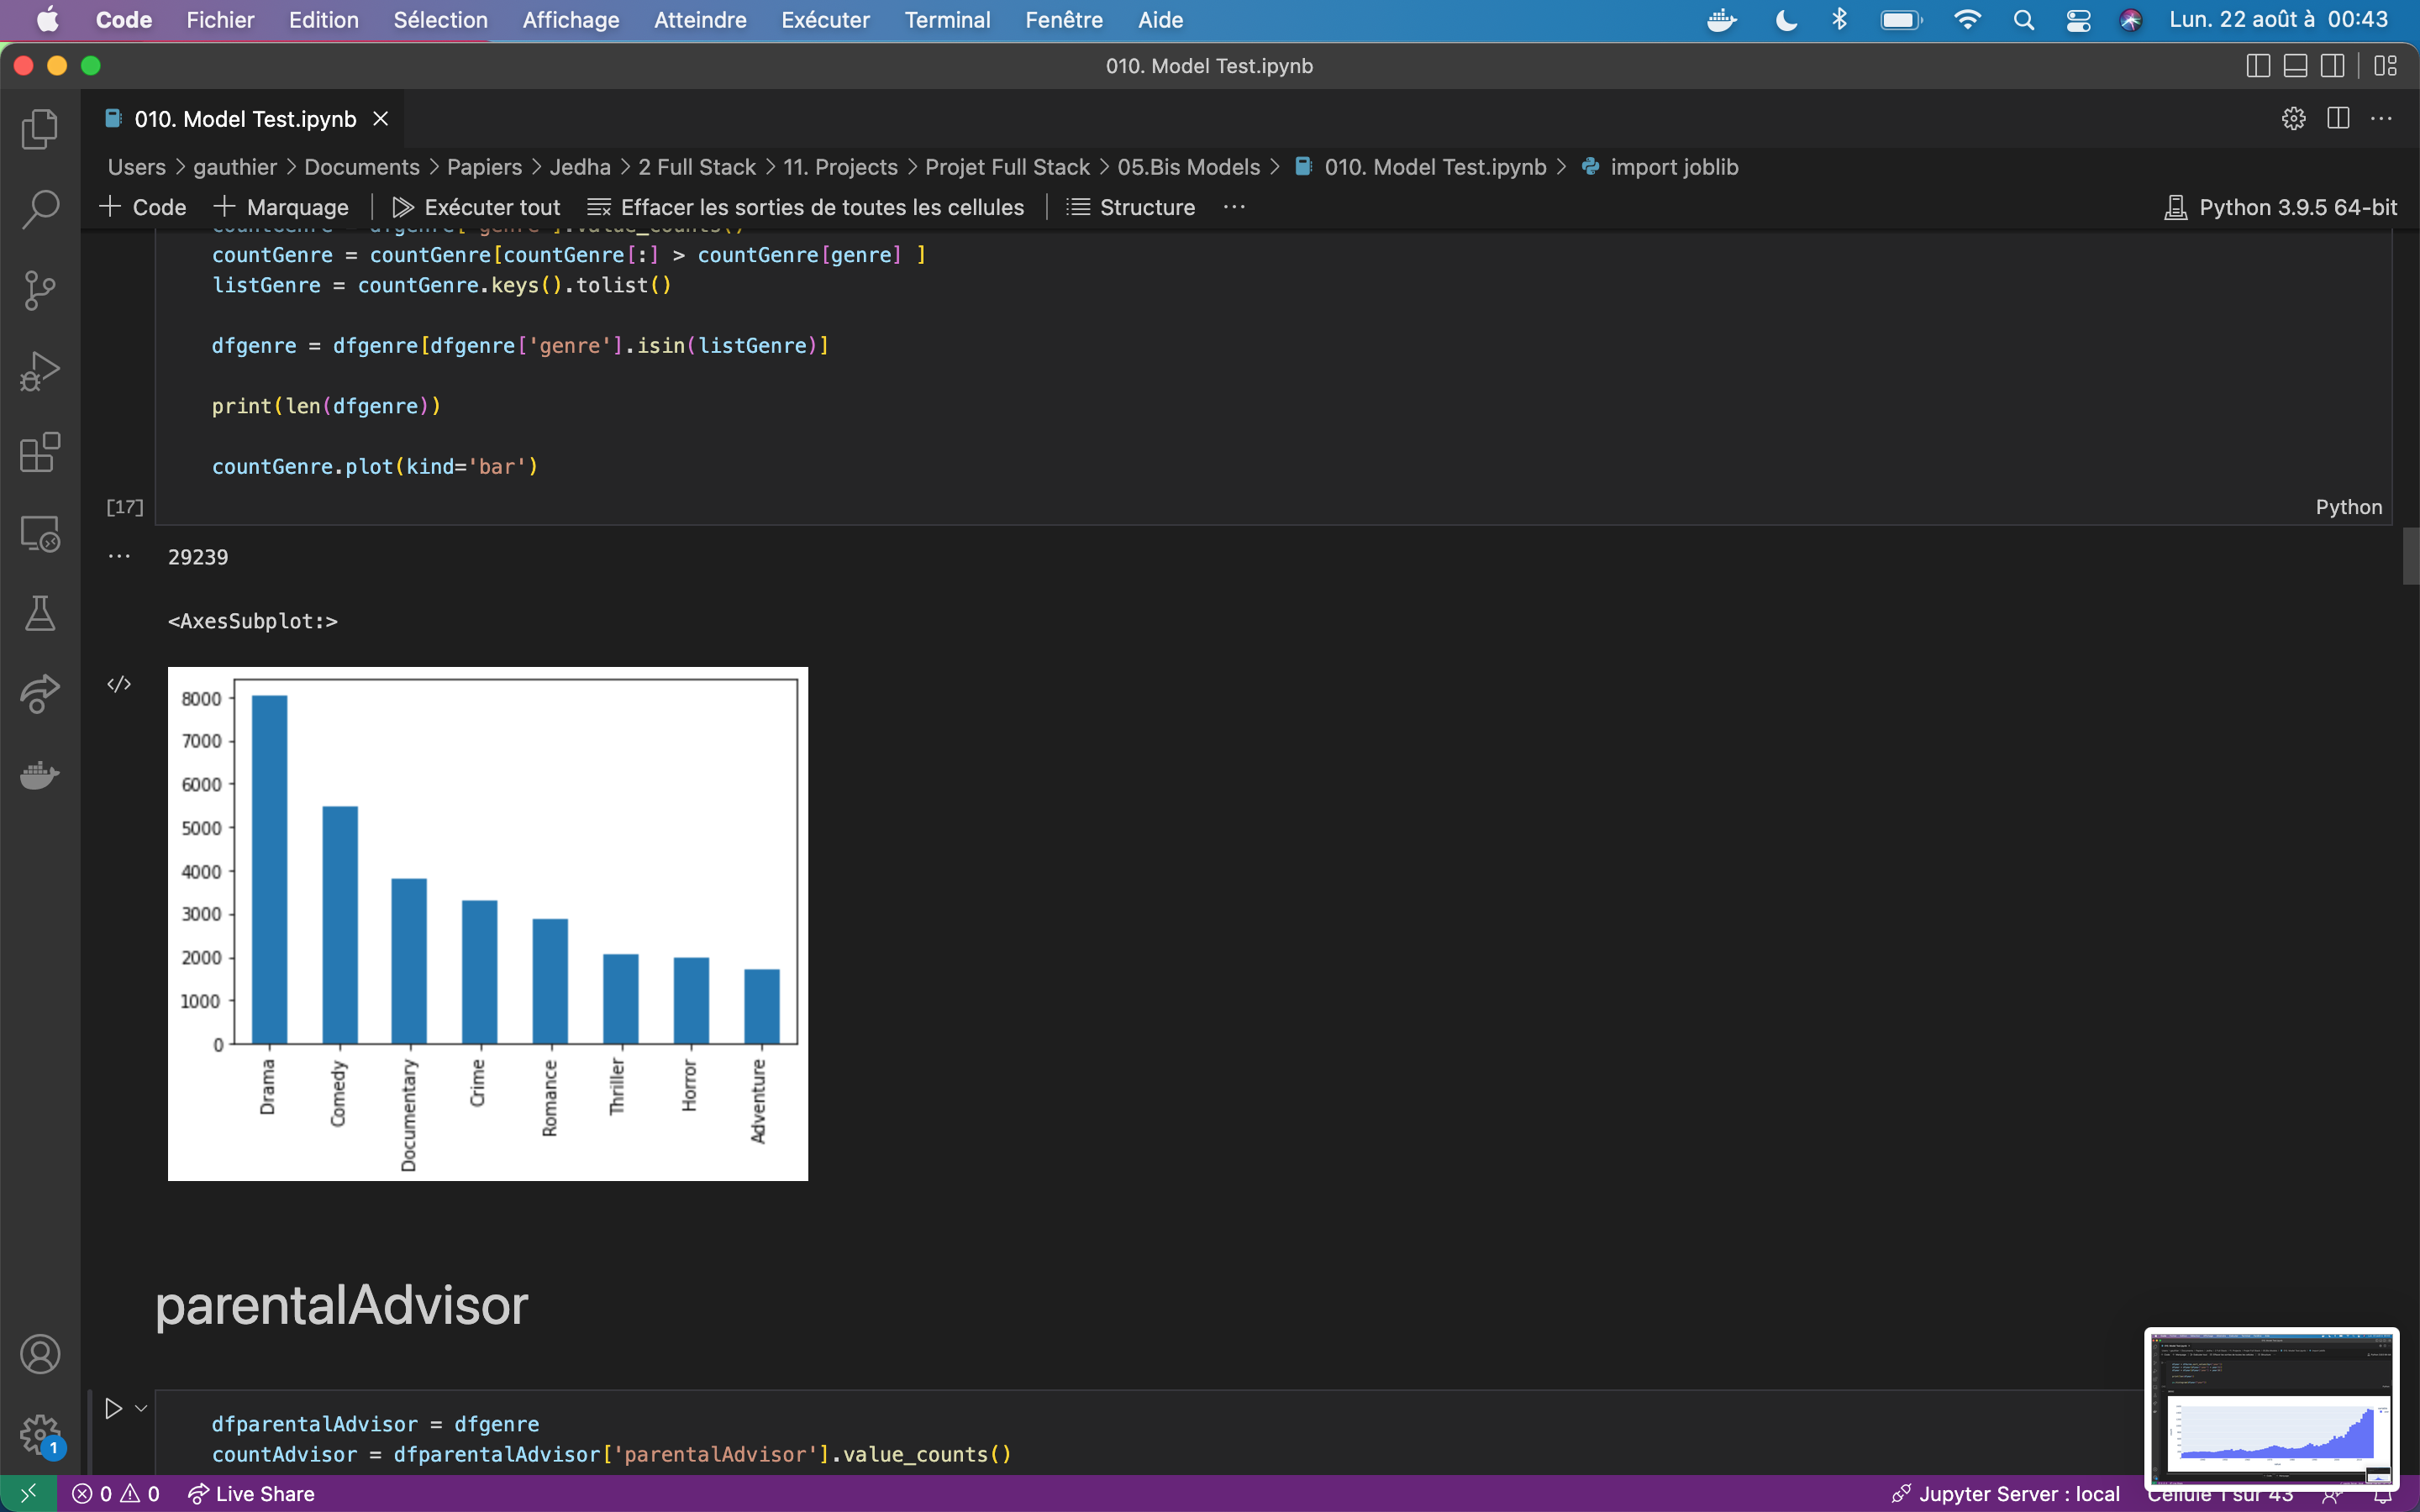 Code Fichier Edition Sélection Affichage Atteindre Exécuter Terminal Fenêtre Aide Lun. 22 août à 00:43
010. Model Test.ipynb
010. Model Test.ipynb
Users > gauthier > Documents > Papiers > Jedha > 2 Full Stack > 11. Projects > Projet Full Stack > 05.Bis Models > 010. Model Test.ipynb > import joblib
+ Code + Marquage Exécuter tout Effacer les sorties de toutes les cellules Structure ... Python 3.9.5 64-bit
countGenre = dfgenre['genre'].value_counts()
countGenre = countGenre[countGenre[:] > countGenre[genre] ]
listGenre = countGenre.keys().tolist()
dfgenre = dfgenre[dfgenre['genre'].isin(listGenre)]
print(len(dfgenre))
countGenre.plot(kind='bar')
[17] Python
... 29239
<AxesSubplot:>
</>
8000
7000
6000
5000
4000
3000
2000
1000
0
Drama
Comedy
Documentary
Crime
Romance
Thriller
Horror
Adventure
parentalAdvisor
dfparentalAdvisor = dfgenre
countAdvisor = dfparentalAdvisor['parentalAdvisor'].value_counts()
1
0 0 Live Share Jupyter Server : local Cellule 1 sur 43